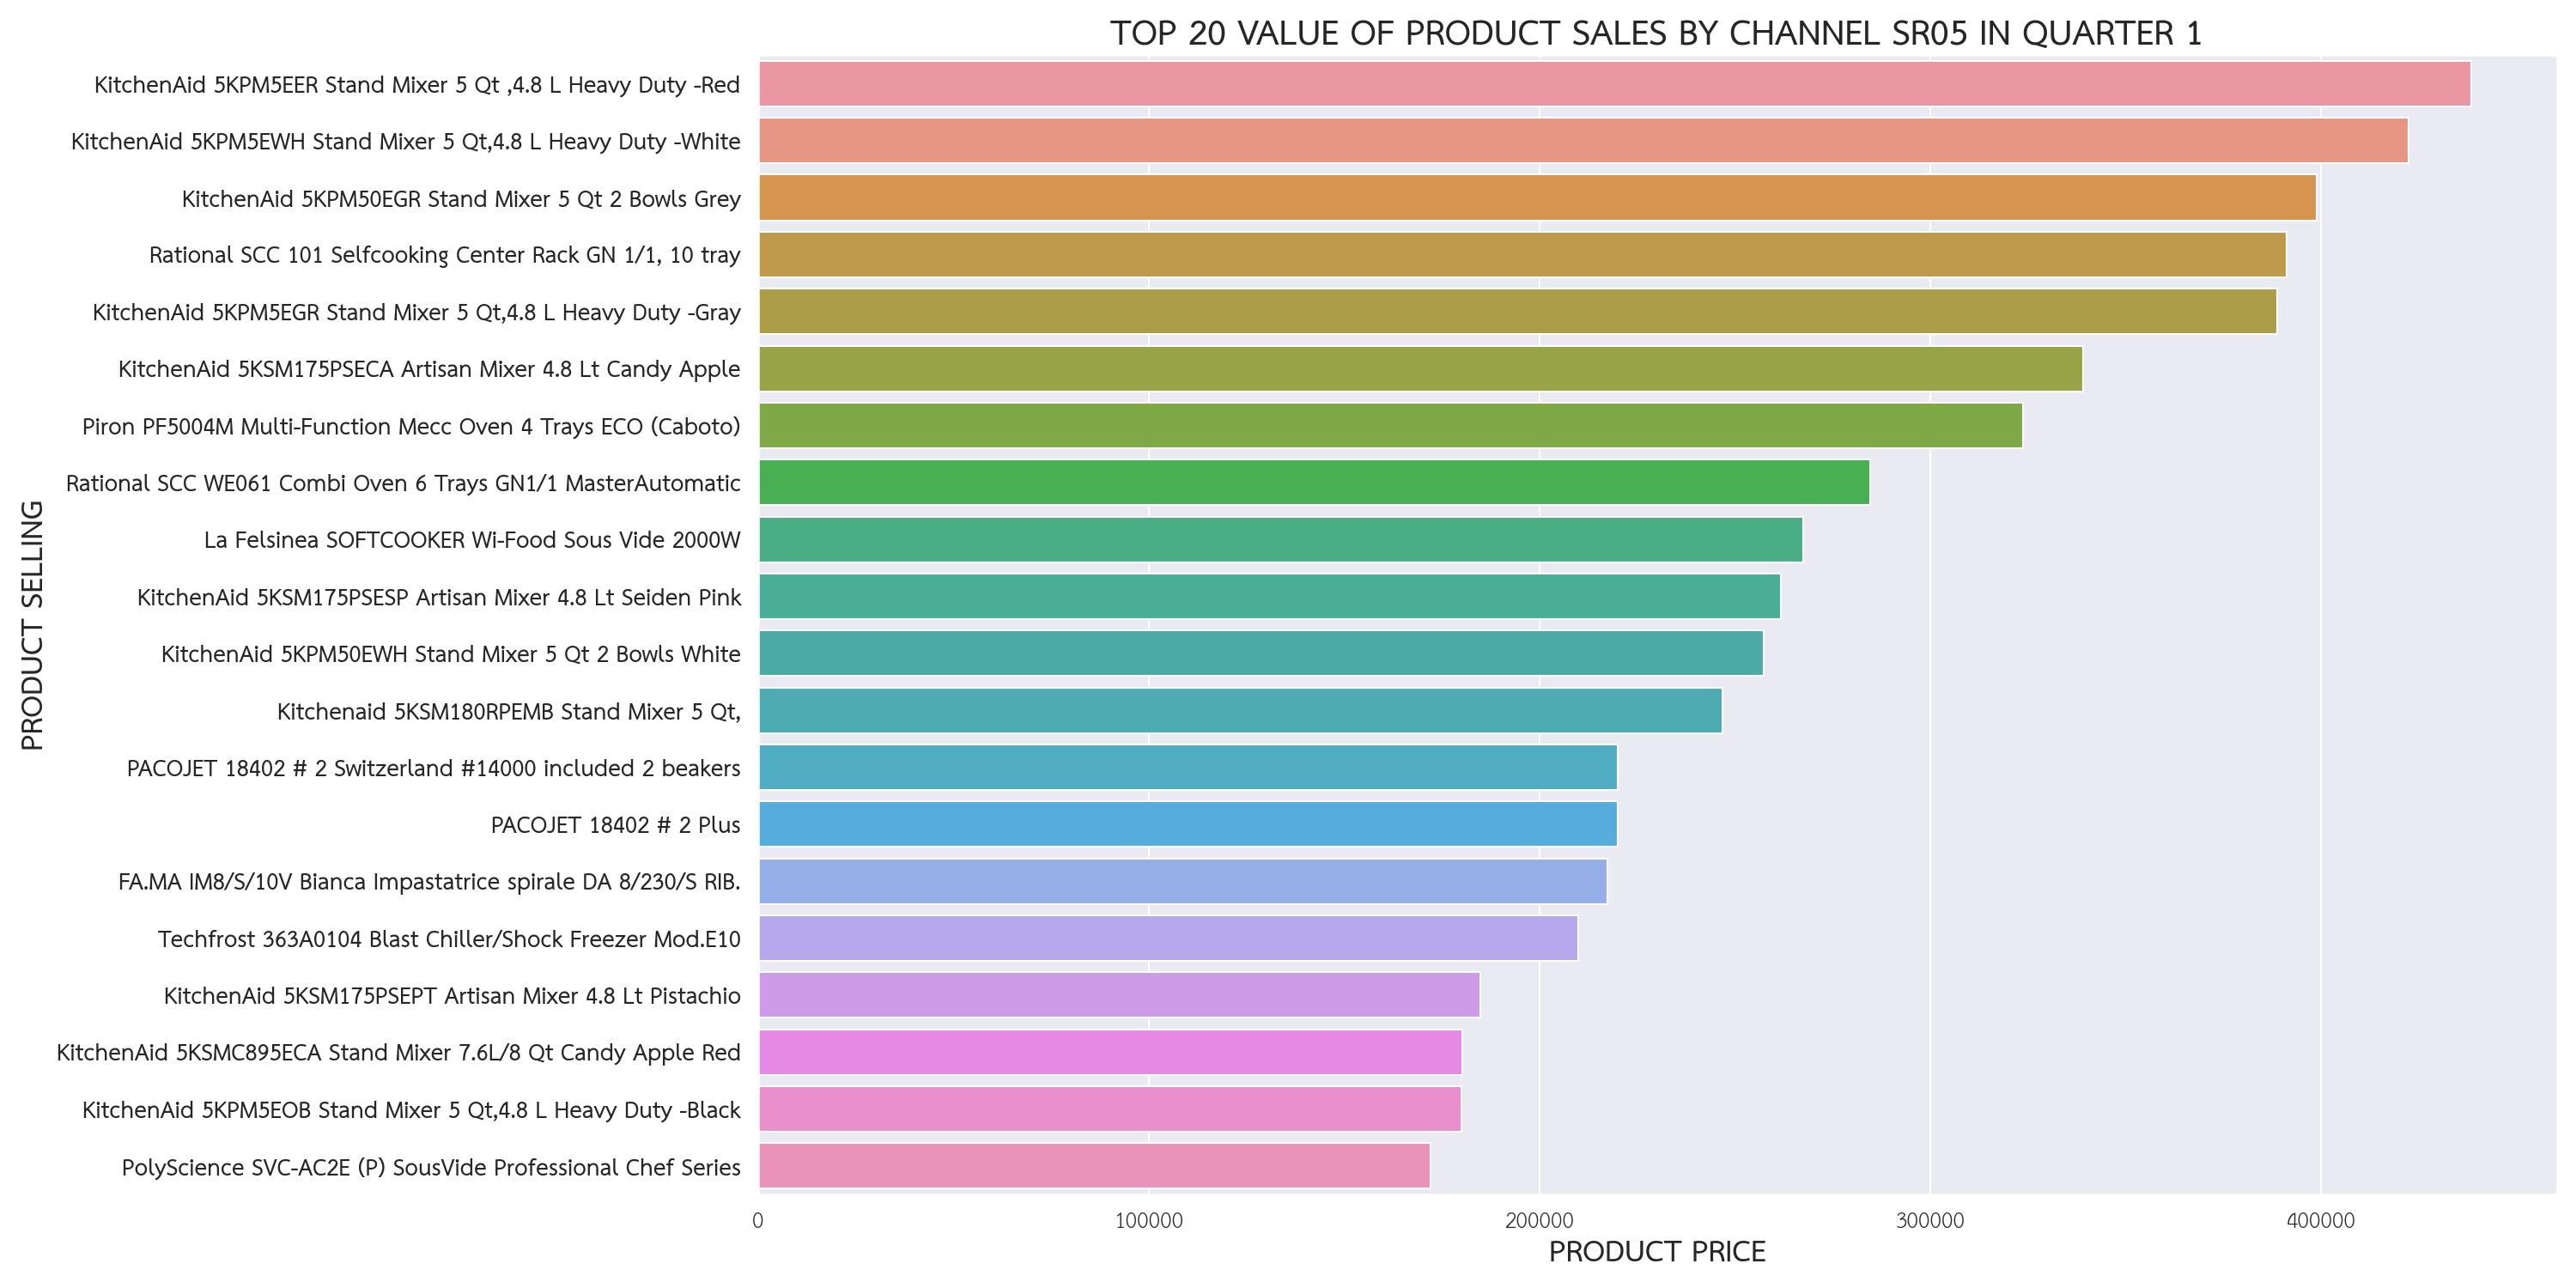 TOP 20 VALUE OF PRODUCT SALES BY CHANNEL SR05 IN QUARTER 1
PRODUCT SELLING
KitchenAid 5KPM5EER Stand Mixer 5 Qt ,4.8 L Heavy Duty -Red
KitchenAid 5KPM5EWH Stand Mixer 5 Qt,4.8 L Heavy Duty -White
KitchenAid 5KPM50EGR Stand Mixer 5 Qt 2 Bowls Grey
Rational SCC 101 Selfcooking Center Rack GN 1/1, 10 tray
KitchenAid 5KPM5EGR Stand Mixer 5 Qt,4.8 L Heavy Duty -Gray
KitchenAid 5KSM175PSECA Artisan Mixer 4.8 Lt Candy Apple
Piron PF5004M Multi-Function Mecc Oven 4 Trays ECO (Caboto)
Rational SCC WE061 Combi Oven 6 Trays GN1/1 MasterAutomatic
La Felsinea SOFTCOOKER Wi-Food Sous Vide 2000W
KitchenAid 5KSM175PSESP Artisan Mixer 4.8 Lt Seiden Pink
KitchenAid 5KPM50EWH Stand Mixer 5 Qt 2 Bowls White
Kitchenaid 5KSM180RPEMB Stand Mixer 5 Qt,
PACOJET 18402 # 2 Switzerland #14000 included 2 beakers
PACOJET 18402 # 2 Plus
FA.MA IM8/S/10V Bianca Impastatrice spirale DA 8/230/S RIB.
Techfrost 363A0104 Blast Chiller/Shock Freezer Mod.E10
KitchenAid 5KSM175PSEPT Artisan Mixer 4.8 Lt Pistachio
KitchenAid 5KSMC895ECA Stand Mixer 7.6L/8 Qt Candy Apple Red
KitchenAid 5KPM5EOB Stand Mixer 5 Qt,4.8 L Heavy Duty -Black
PolyScience SVC-AC2E (P) SousVide Professional Chef Series
0 100000 200000 300000 400000
PRODUCT PRICE